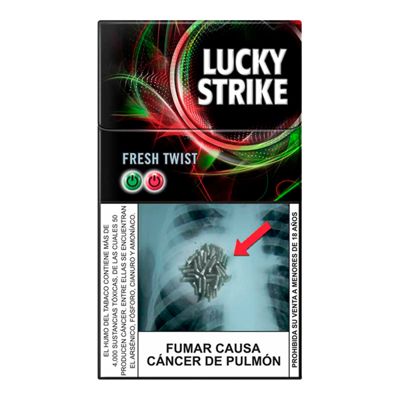 LUCKY
STRIKE
FRESH TWIST
EL HUMO DEL TABACO CONTIENE MÁS DE
4.000 SUSTANCIAS TÓXICAS, DE LAS CUALES 50
PRODUCEN CÁNCER, ENTRE ELLAS SE ENCUENTRAN
EL ARSÉNICO, FÓSFORO, CIANURO Y AMONÍACO.
PROHIBIDA SU VENTA A MENORES DE 18 AÑOS
FUMAR CAUSA
CÁNCER DE PULMÓN